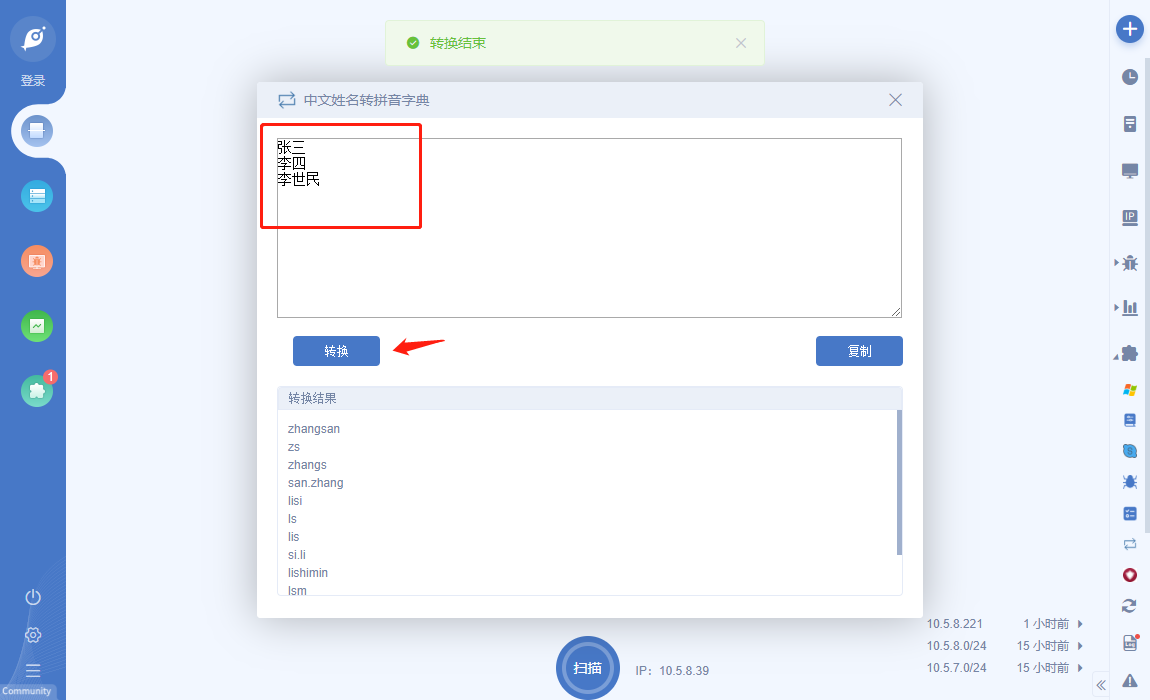 转换结束
登录
中文姓名转拼音字典
张三
李四
李世民
转换
复制
转换结果
zhangsan
zs
zhangs
san.zhang
lisi
ls
lis
si.li
lishimin
lsm
1
IP
扫描
IP： 10.5.8.39
10.5.8.221 1 小时前
10.5.8.0/24 15 小时前
10.5.7.0/24 15 小时前
Community